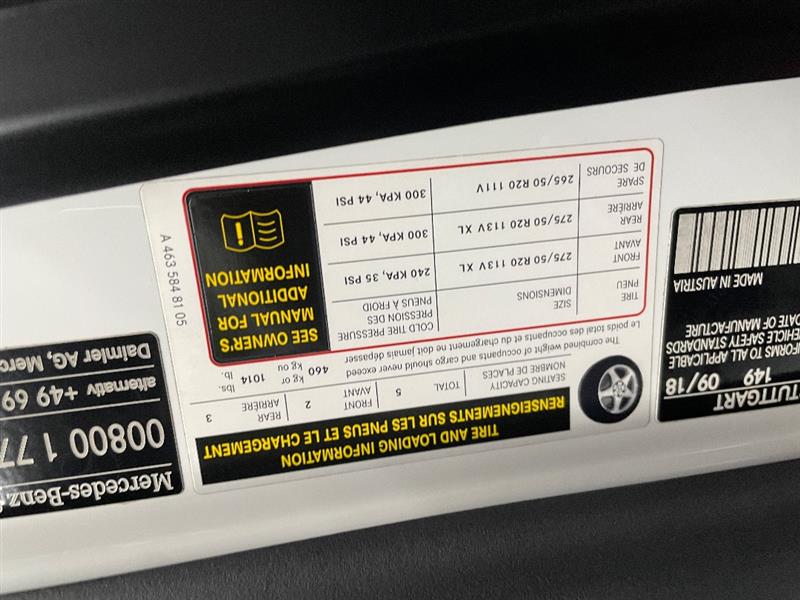 TIRE AND LOADING INFORMATION
RENSEIGNEMENTS SUR LES PNEUS ET LE CHARGEMENT
SEATING CAPACITY
NOMBRE DE PLACES
TOTAL 5
FRONT
AVANT 2
REAR
ARRIÈRE 3
The combined weight of occupants and cargo should never exceed
Le poids total des occupants et du chargement ne doit jamais dépasser
460 kg or
kg ou 1014 lbs.
lb.
TIRE
PNEU
SIZE
DIMENSIONS
COLD TIRE PRESSURE
PRESSION DES
PNEUS À FROID
FRONT
AVANT
275/50 R20 113V XL
240 KPA, 35 PSI
REAR
ARRIÈRE
275/50 R20 113V XL
300 KPA, 44 PSI
SPARE
DE SECOURS
265/50 R20 111V
300 KPA, 44 PSI
SEE OWNER'S
MANUAL FOR
ADDITIONAL
INFORMATION
A 463 584 81 05
TUTTGART
149 09/18
NFORMS TO ALL APPLICABLE
VEHICLE SAFETY STANDARDS
DATE OF MANUFACTURE
MADE IN AUSTRIA
Mercedes-Benz
00800 1 77
alternativ +49 69
Daimler AG, Merc